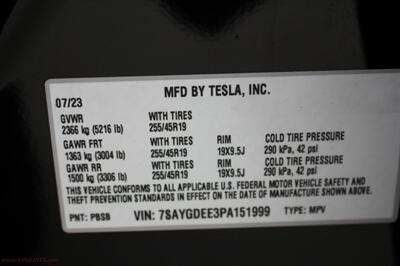 MFD BY TESLA, INC.
07/23
GVWR WITH TIRES
2366 kg (5216 lb) 255/45R19
GAWR FRT WITH TIRES RIM COLD TIRE PRESSURE
1363 kg (3004 lb) 255/45R19 19X9.5J 290 kPa, 42 psi
GAWR RR WITH TIRES RIM COLD TIRE PRESSURE
1500 kg (3306 lb) 255/45R19 19X9.5J 290 kPa, 42 psi
THIS VEHICLE CONFORMS TO ALL APPLICABLE U.S. FEDERAL MOTOR VEHICLE SAFETY AND
THEFT PREVENTION STANDARDS IN EFFECT ON THE DATE OF MANUFACTURE SHOWN ABOVE.
PNT: PBSB VIN: 7SAYGDEE3PA151999 TYPE: MPV